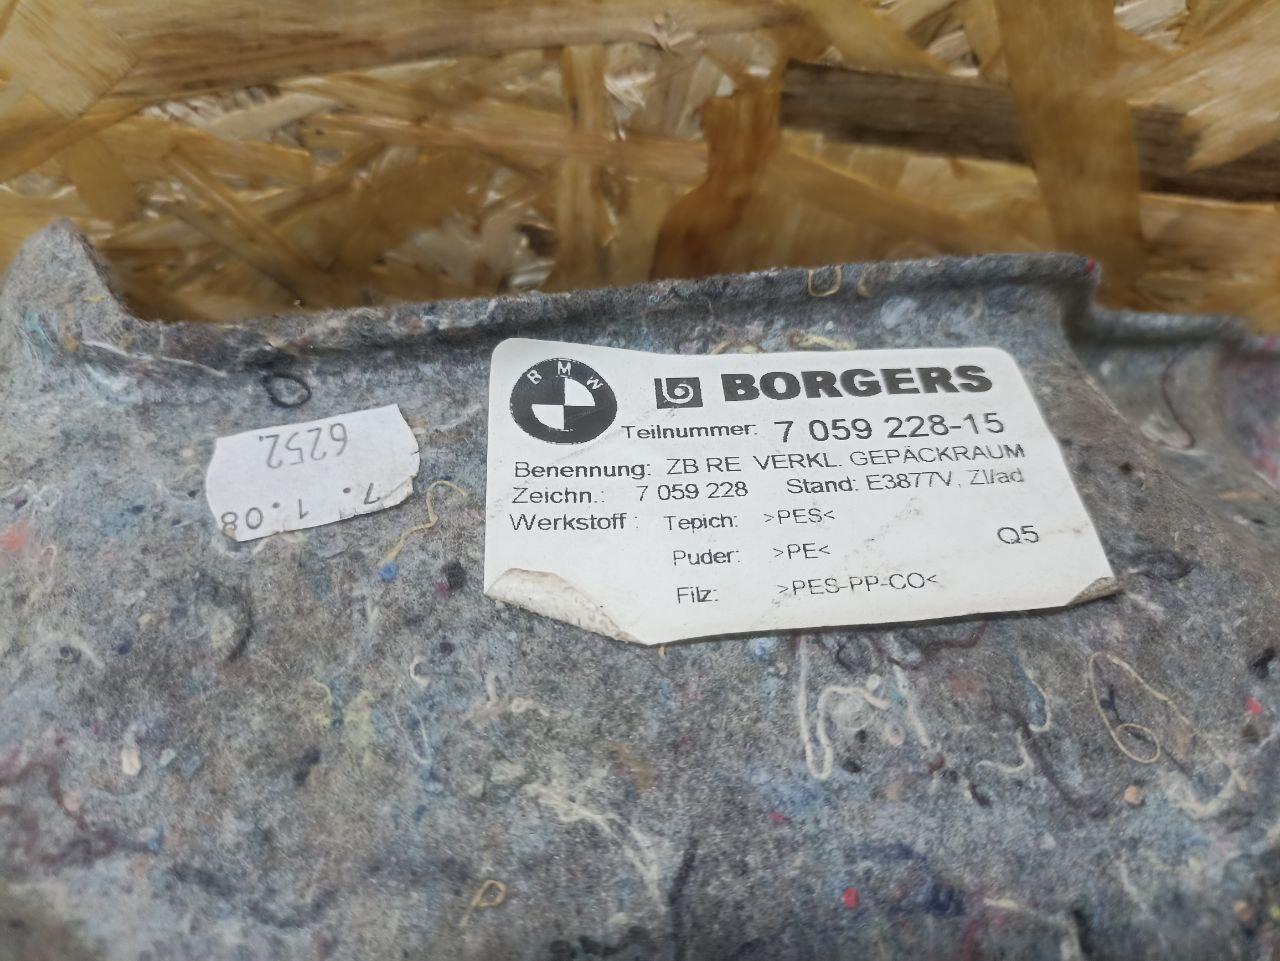 BMW
BORGERS
Teilnummer: 7 059 228-15
Benennung: ZB RE VERKL. GEPÄCKRAUM
Zeichn.: 7 059 228 Stand: E3877V, ZI/ad
Werkstoff : Tepich: >PES<
Puder: >PE<
Q5
Filz: >PES-PP-CO<
7. 1.08
6252